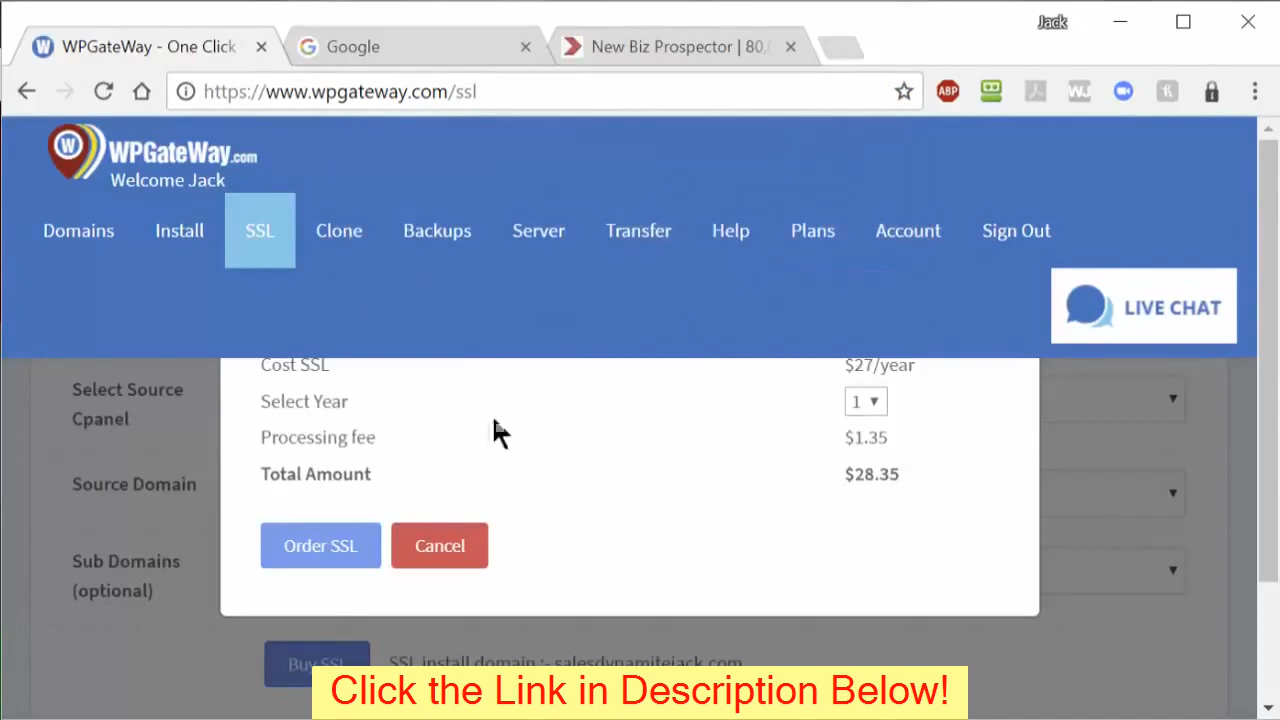 Jack
WPGateWay - One Click
Google
New Biz Prospector | 80,
https://www.wpgateway.com/ssl
ABP
WJ
W
WPGateWay.com
Welcome Jack
Domains
Install
SSL
Clone
Backups
Server
Transfer
Help
Plans
Account
Sign Out
LIVE CHAT
Cost SSL $27/year
Select Source
Cpanel
Select Year 1
Processing fee $1.35
Total Amount $28.35
Source Domain
Order SSL
Cancel
Sub Domains
(optional)
Buy SSL
SSL install domain :- salesdynamitejack.com
Click the Link in Description Below!